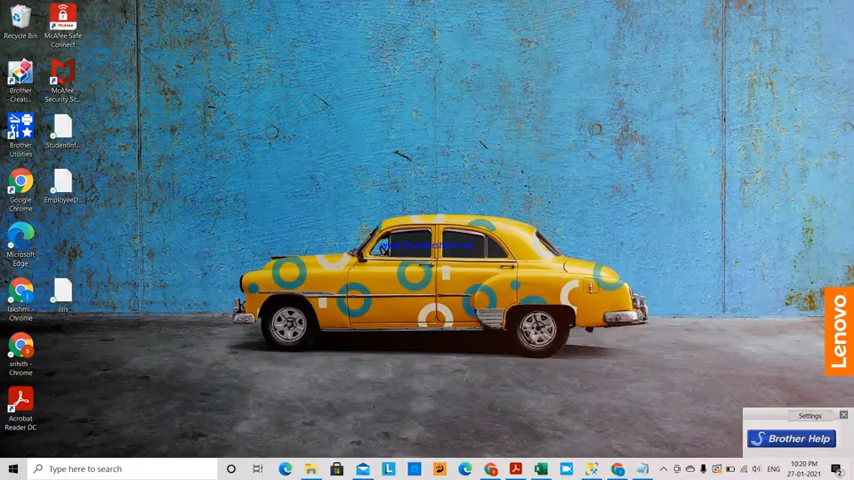 Recycle Bin
McAfee Safe
Connect
Brother
Creati...
McAfee
Security Sc...
Brother
Utilities
StudentInf...
Google
Chrome
EmployeeD...
Microsoft
Edge
lakshmi -
Chrome
ssis
srihith -
Chrome
Acrobat
Reader DC
Lenovo
Settings
Brother Help
Type here to search
ENG
10:20 PM
27-01-2021
2